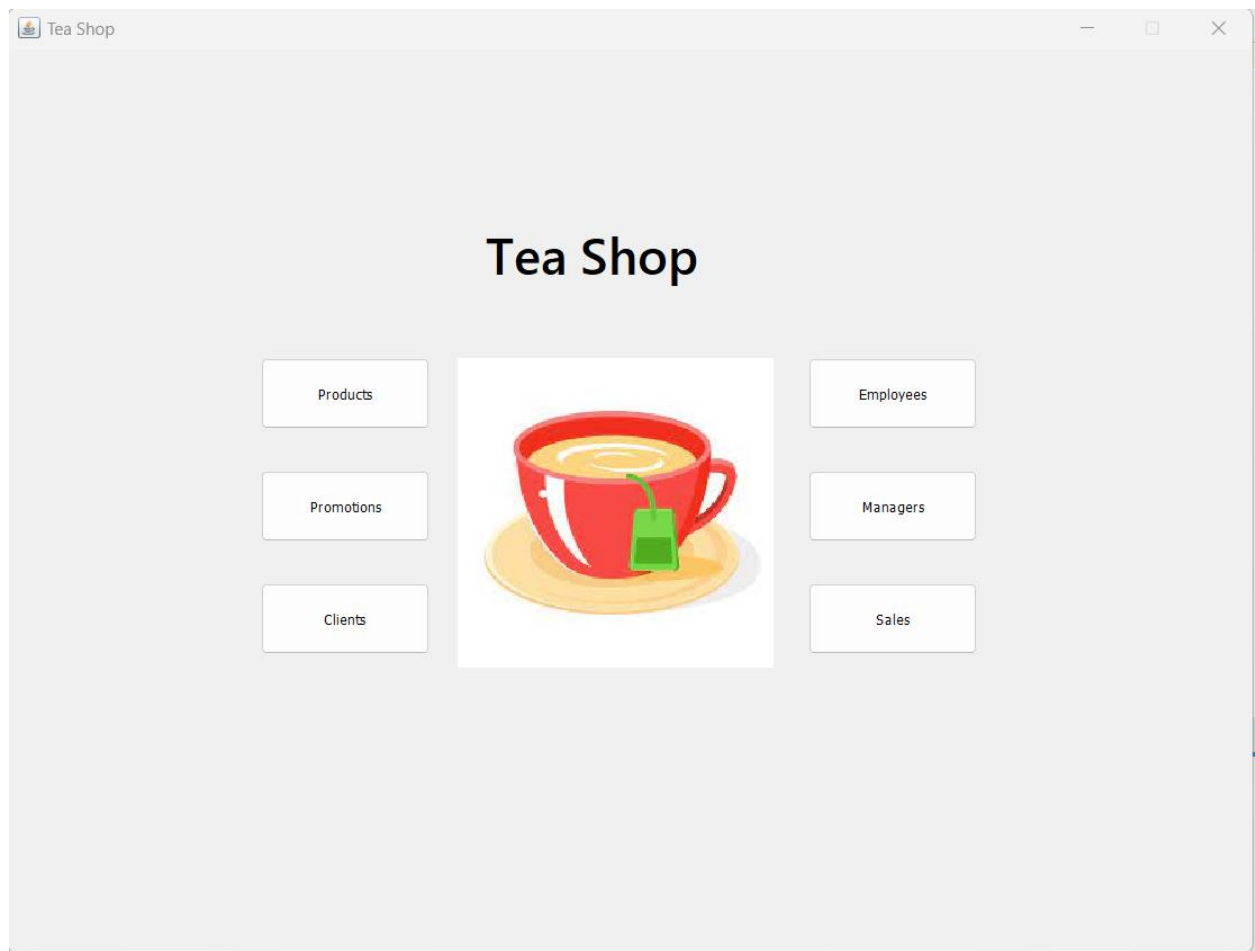 Tea Shop
Tea Shop
Products
Employees
Promotions
Managers
Clients
Sales